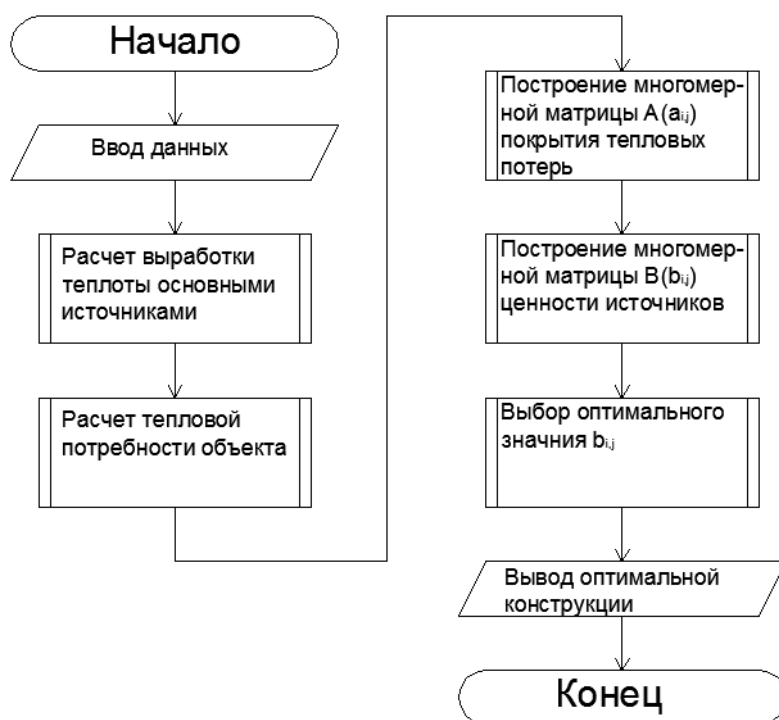 Начало
Ввод данных
Расчет выработки
теплоты основными
источниками
Расчет тепловой
потребности объекта
Построение многомер-
ной матрицы A(ai,j)
покрытия тепловых
потерь
Построение многомер-
ной матрицы B(bi,j)
ценности источников
Выбор оптимального
значния bi,j
Вывод оптимальной
конструкции
Конец